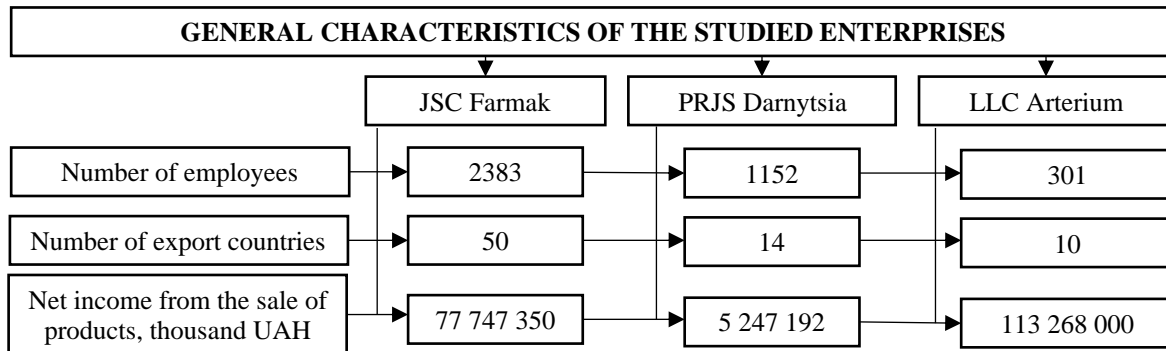 GENERAL CHARACTERISTICS OF THE STUDIED ENTERPRISES
JSC Farmak
PRJS Darnytsia
LLC Arterium
Number of employees
2383
1152
301
Number of export countries
50
14
10
Net income from the sale of
products, thousand UAH
77 747 350
5 247 192
113 268 000